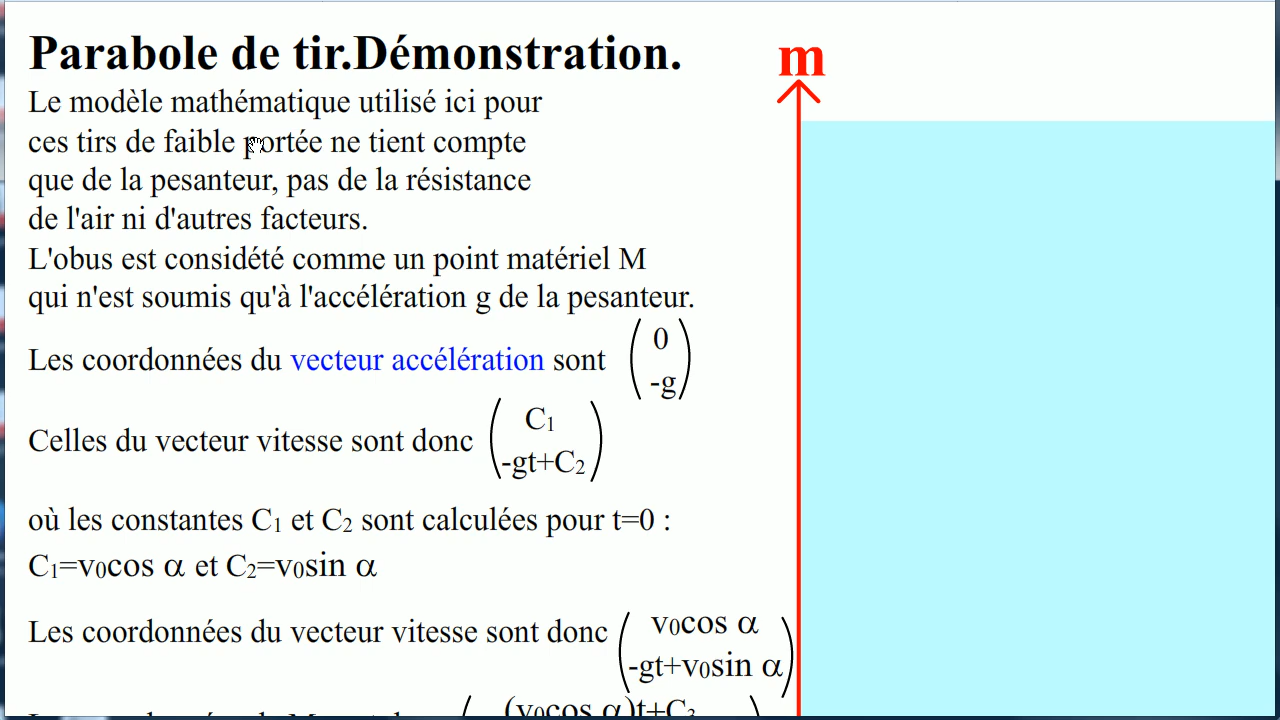 Parabole de tir.Démonstration.
m
Le modèle mathématique utilisé ici pour
ces tirs de faible portée ne tient compte
que de la pesanteur, pas de la résistance
de l'air ni d'autres facteurs.
L'obus est considété comme un point matériel M
qui n'est soumis qu'à l'accélération g de la pesanteur.
Les coordonnées du vecteur accélération sont (0 -g)
Celles du vecteur vitesse sont donc (C₁ -gt+C₂)
où les constantes C₁ et C₂ sont calculées pour t=0 :
C₁=v₀cos α et C₂=v₀sin α
Les coordonnées du vecteur vitesse sont donc (v₀cos α -gt+v₀sin α)
(v₀cos α)t+C₃